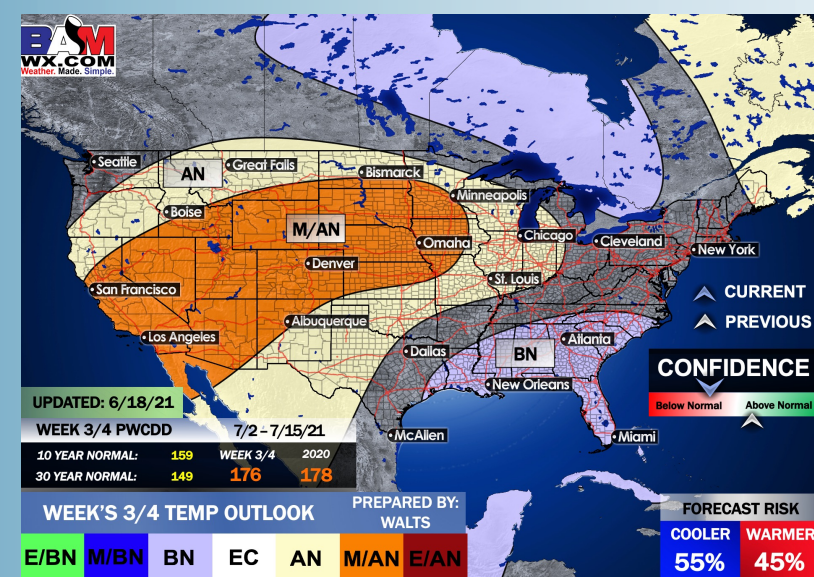 BAM
WX.COM
Weather. Made. Simple.
Seattle
AN
Great Falls
Bismarck
Minneapolis
Boise
M/AN
Omaha
Chicago
Cleveland
New York
Denver
San Francisco
St. Louis
CURRENT
PREVIOUS
Albuquerque
Los Angeles
Dallas
BN
Atlanta
New Orleans
McAllen
Miami
CONFIDENCE
Below Normal Above Normal
UPDATED: 6/18/21
WEEK 3/4 PWCDD 7/2 – 7/15/21
10 YEAR NORMAL: 159 WEEK 3/4 2020
30 YEAR NORMAL: 149 176 178
WEEK'S 3/4 TEMP OUTLOOK
PREPARED BY:
WALTS
E/BN M/BN BN EC AN M/AN E/AN
FORECAST RISK
COOLER WARMER
55% 45%